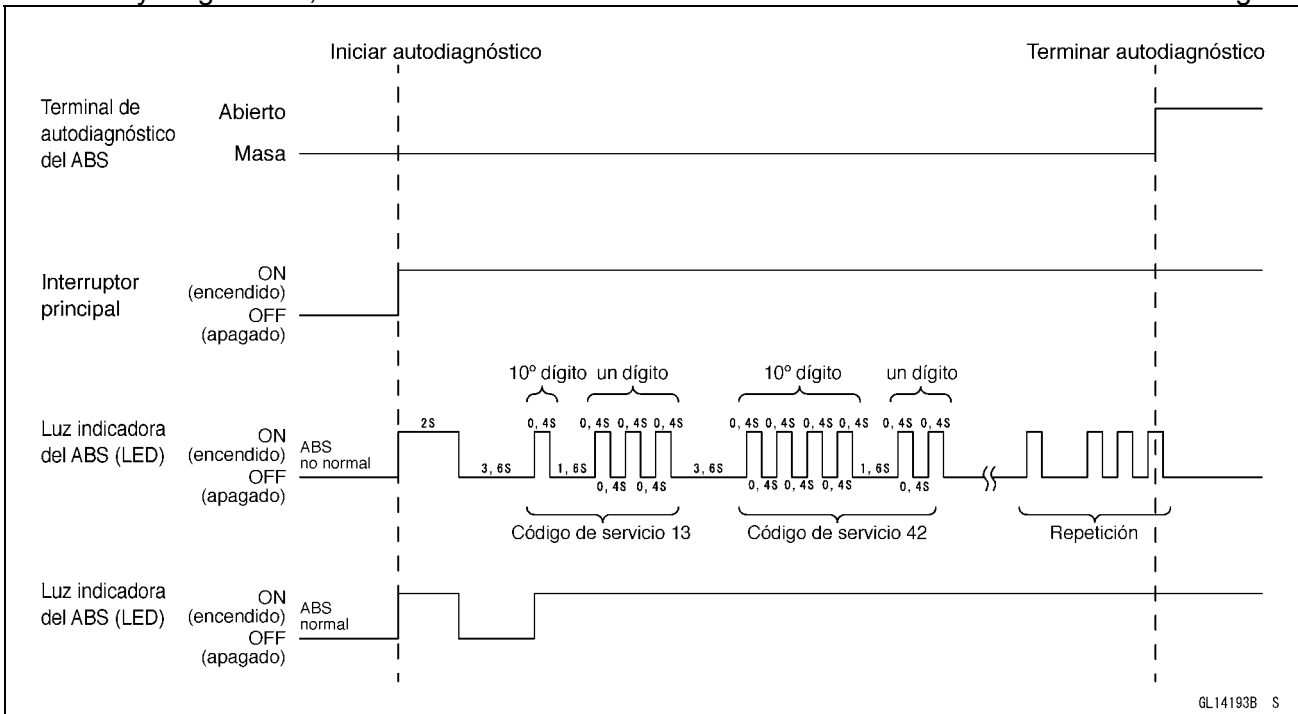 Iniciar autodiagnóstico
Terminar autodiagnóstico
Terminal de
autodiagnóstico
del ABS
Abierto
Masa
Interruptor
principal
ON
(encendido)
OFF
(apagado)
10º dígito un dígito
10º dígito un dígito
Luz indicadora
del ABS (LED)
ON
(encendido)
OFF
(apagado)
ABS
no normal
2S
3,6S
0,4S
1,6S
0,4S 0,4S 0,4S
0,4S 0,4S
3,6S
0,4S 0,4S 0,4S 0,4S
0,4S 0,4S 0,4S
1,6S
0,4S 0,4S
0,4S
Código de servicio 13
Código de servicio 42
Repetición
Luz indicadora
del ABS (LED)
ON
(encendido)
OFF
(apagado)
ABS
normal
GL14193B S